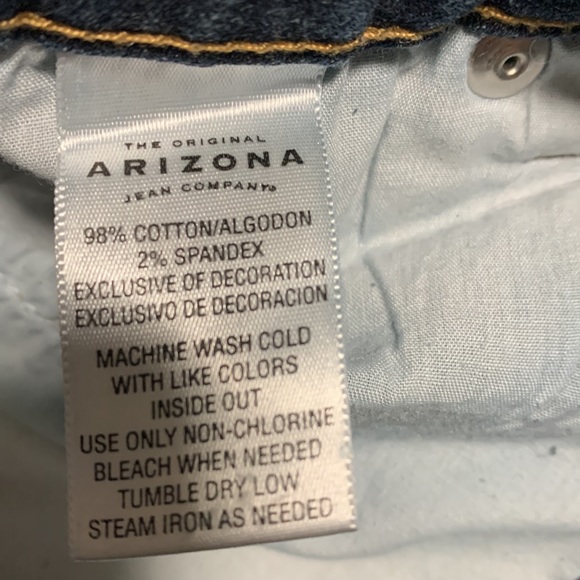 THE ORIGINAL
ARIZONA
JEAN COMPANY®
98% COTTON/ALGODON
2% SPANDEX
EXCLUSIVE OF DECORATION
EXCLUSIVO DE DECORACION
MACHINE WASH COLD
WITH LIKE COLORS
INSIDE OUT
USE ONLY NON-CHLORINE
BLEACH WHEN NEEDED
TUMBLE DRY LOW
STEAM IRON AS NEEDED